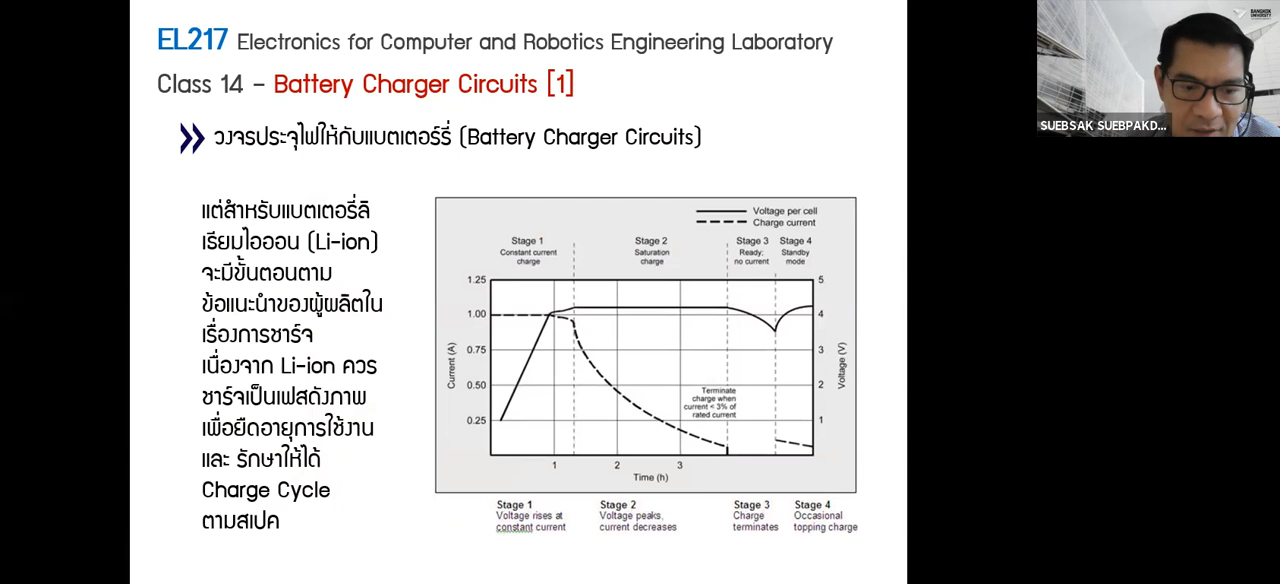 EL217 Electronics for Computer and Robotics Engineering Laboratory
Class 14 – Battery Charger Circuits [1]
วงจรประจุไฟให้กับแบตเตอร์รี่ (Battery Charger Circuits)
แต่สำหรับแบตเตอรี่ลิ
เธียมไอออน (Li-ion)
จะมีขั้นตอนตาม
ข้อแนะนำของผู้ผลิตใน
เรื่องการชาร์จ
เนื่องจาก Li-ion ควร
ชาร์จเป็นเฟสดังภาพ
เพื่อยืดอายุการใช้งาน
และ รักษาให้ได้
Charge Cycle
ตามสเปค
Voltage per cell
Charge current
Stage 1
Constant current
charge
Stage 2
Saturation
charge
Stage 3
Ready;
no current
Stage 4
Standby
mode
1.25
1.00
0.75
0.50
0.25
Current (A)
5
4
3
2
1
Voltage (V)
Terminate
charge when
current < 3% of
rated current
1 2 3
Time (h)
Stage 1
Voltage rises at
constant current
Stage 2
Voltage peaks,
current decreases
Stage 3
Charge
terminates
Stage 4
Occasional
topping charge
BANGKOK
UNIVERSITY
SUEBSAK SUEBPAKD...